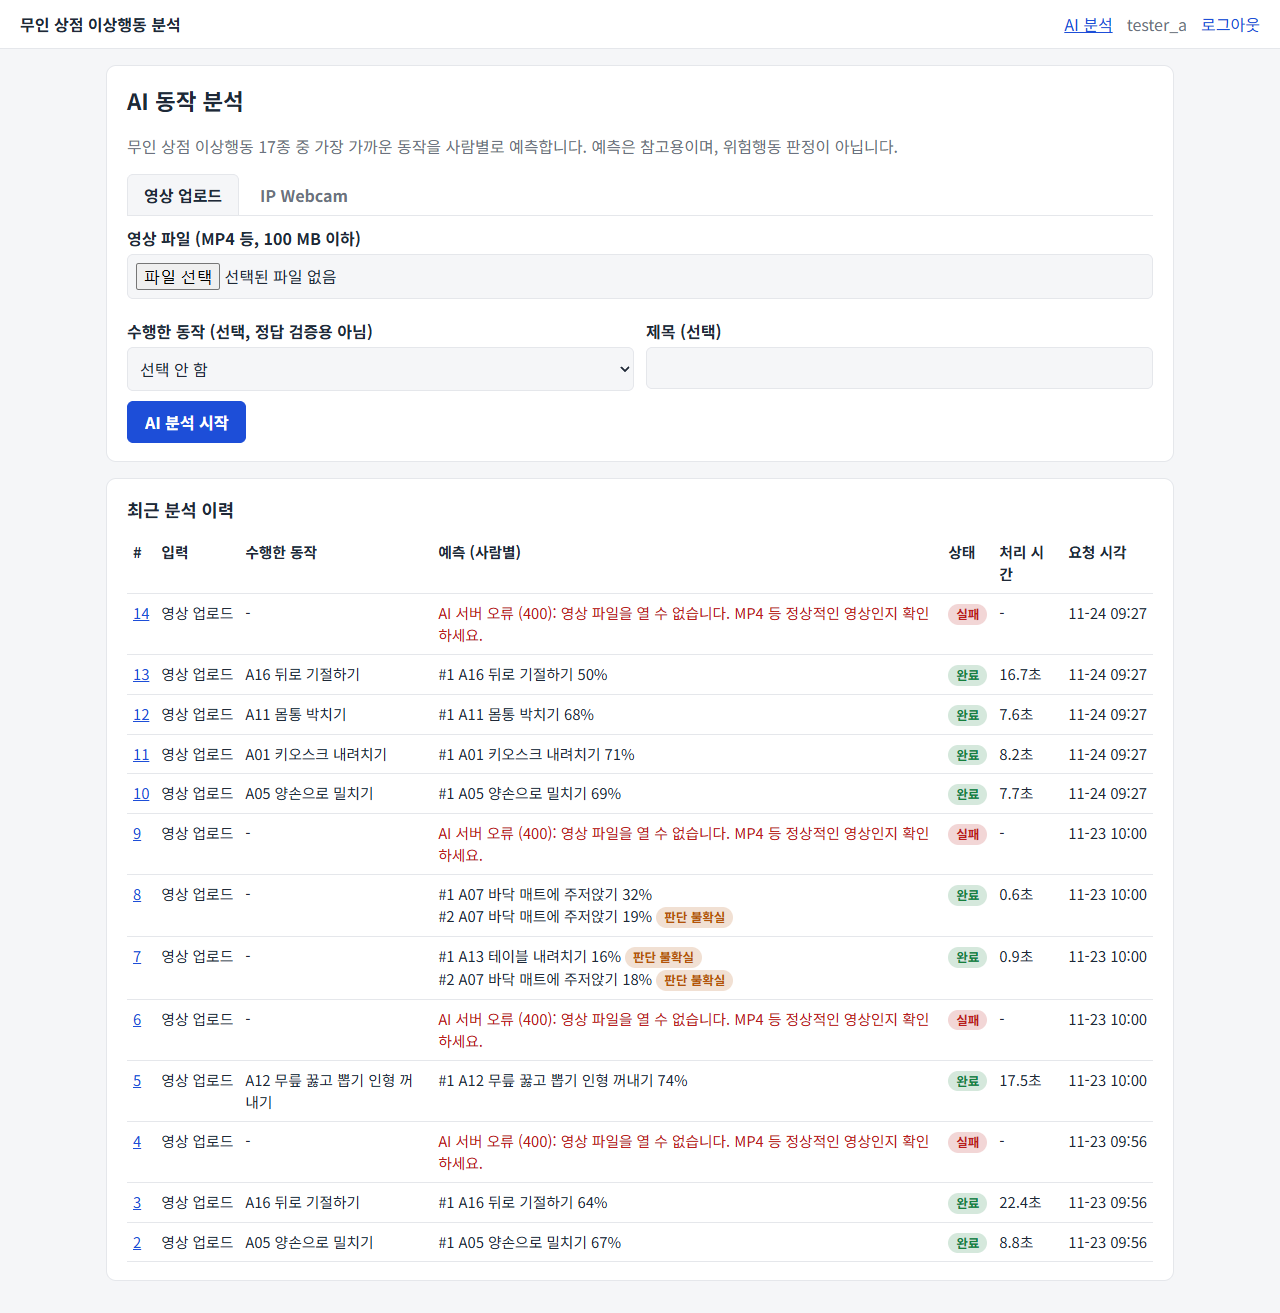 무인 상점 이상행동 분석
AI 분석 tester_a 로그아웃
AI 동작 분석
무인 상점 이상행동 17종 중 가장 가까운 동작을 사람별로 예측합니다. 예측은 참고용이며, 위험행동 판정이 아닙니다.
영상 업로드 IP Webcam
영상 파일 (MP4 등, 100 MB 이하)
파일 선택 선택된 파일 없음
수행한 동작 (선택, 정답 검증용 아님) 제목 (선택)
선택 안 함
AI 분석 시작
최근 분석 이력
# 입력 수행한 동작 예측 (사람별) 상태 처리 시 요청 시각
간
14 영상 업로드 - AI 서버 오류 (400): 영상 파일을 열 수 없습니다. MP4 등 정상적인 영상인지 확인 실패 - 11-24 09:27
하세요.
13 영상 업로드 A16 뒤로 기절하기 #1 A16 뒤로 기절하기 50% 완료 16.7초 11-24 09:27
12 영상 업로드 A11 몸통 박치기 #1 A11 몸통 박치기 68% 완료 7.6초 11-24 09:27
11 영상 업로드 A01 키오스크 내려치기 #1 A01 키오스크 내려치기 71% 완료 8.2초 11-24 09:27
10 영상 업로드 A05 양손으로 밀치기 #1 A05 양손으로 밀치기 69% 완료 7.7초 11-24 09:27
9 영상 업로드 - AI 서버 오류 (400): 영상 파일을 열 수 없습니다. MP4 등 정상적인 영상인지 확인 실패 - 11-23 10:00
하세요.
8 영상 업로드 - #1 A07 바닥 매트에 주저앉기 32% 완료 0.6초 11-23 10:00
#2 A07 바닥 매트에 주저앉기 19% 판단 불확실
7 영상 업로드 - #1 A13 테이블 내려치기 16% 판단 불확실 완료 0.9초 11-23 10:00
#2 A07 바닥 매트에 주저앉기 18% 판단 불확실
6 영상 업로드 - AI 서버 오류 (400): 영상 파일을 열 수 없습니다. MP4 등 정상적인 영상인지 확인 실패 - 11-23 10:00
하세요.
5 영상 업로드 A12 무릎 꿇고 뽑기 인형 꺼 #1 A12 무릎 꿇고 뽑기 인형 꺼내기 74% 완료 17.5초 11-23 10:00
내기
4 영상 업로드 - AI 서버 오류 (400): 영상 파일을 열 수 없습니다. MP4 등 정상적인 영상인지 확인 실패 - 11-23 09:56
하세요.
3 영상 업로드 A16 뒤로 기절하기 #1 A16 뒤로 기절하기 64% 완료 22.4초 11-23 09:56
2 영상 업로드 A05 양손으로 밀치기 #1 A05 양손으로 밀치기 67% 완료 8.8초 11-23 09:56